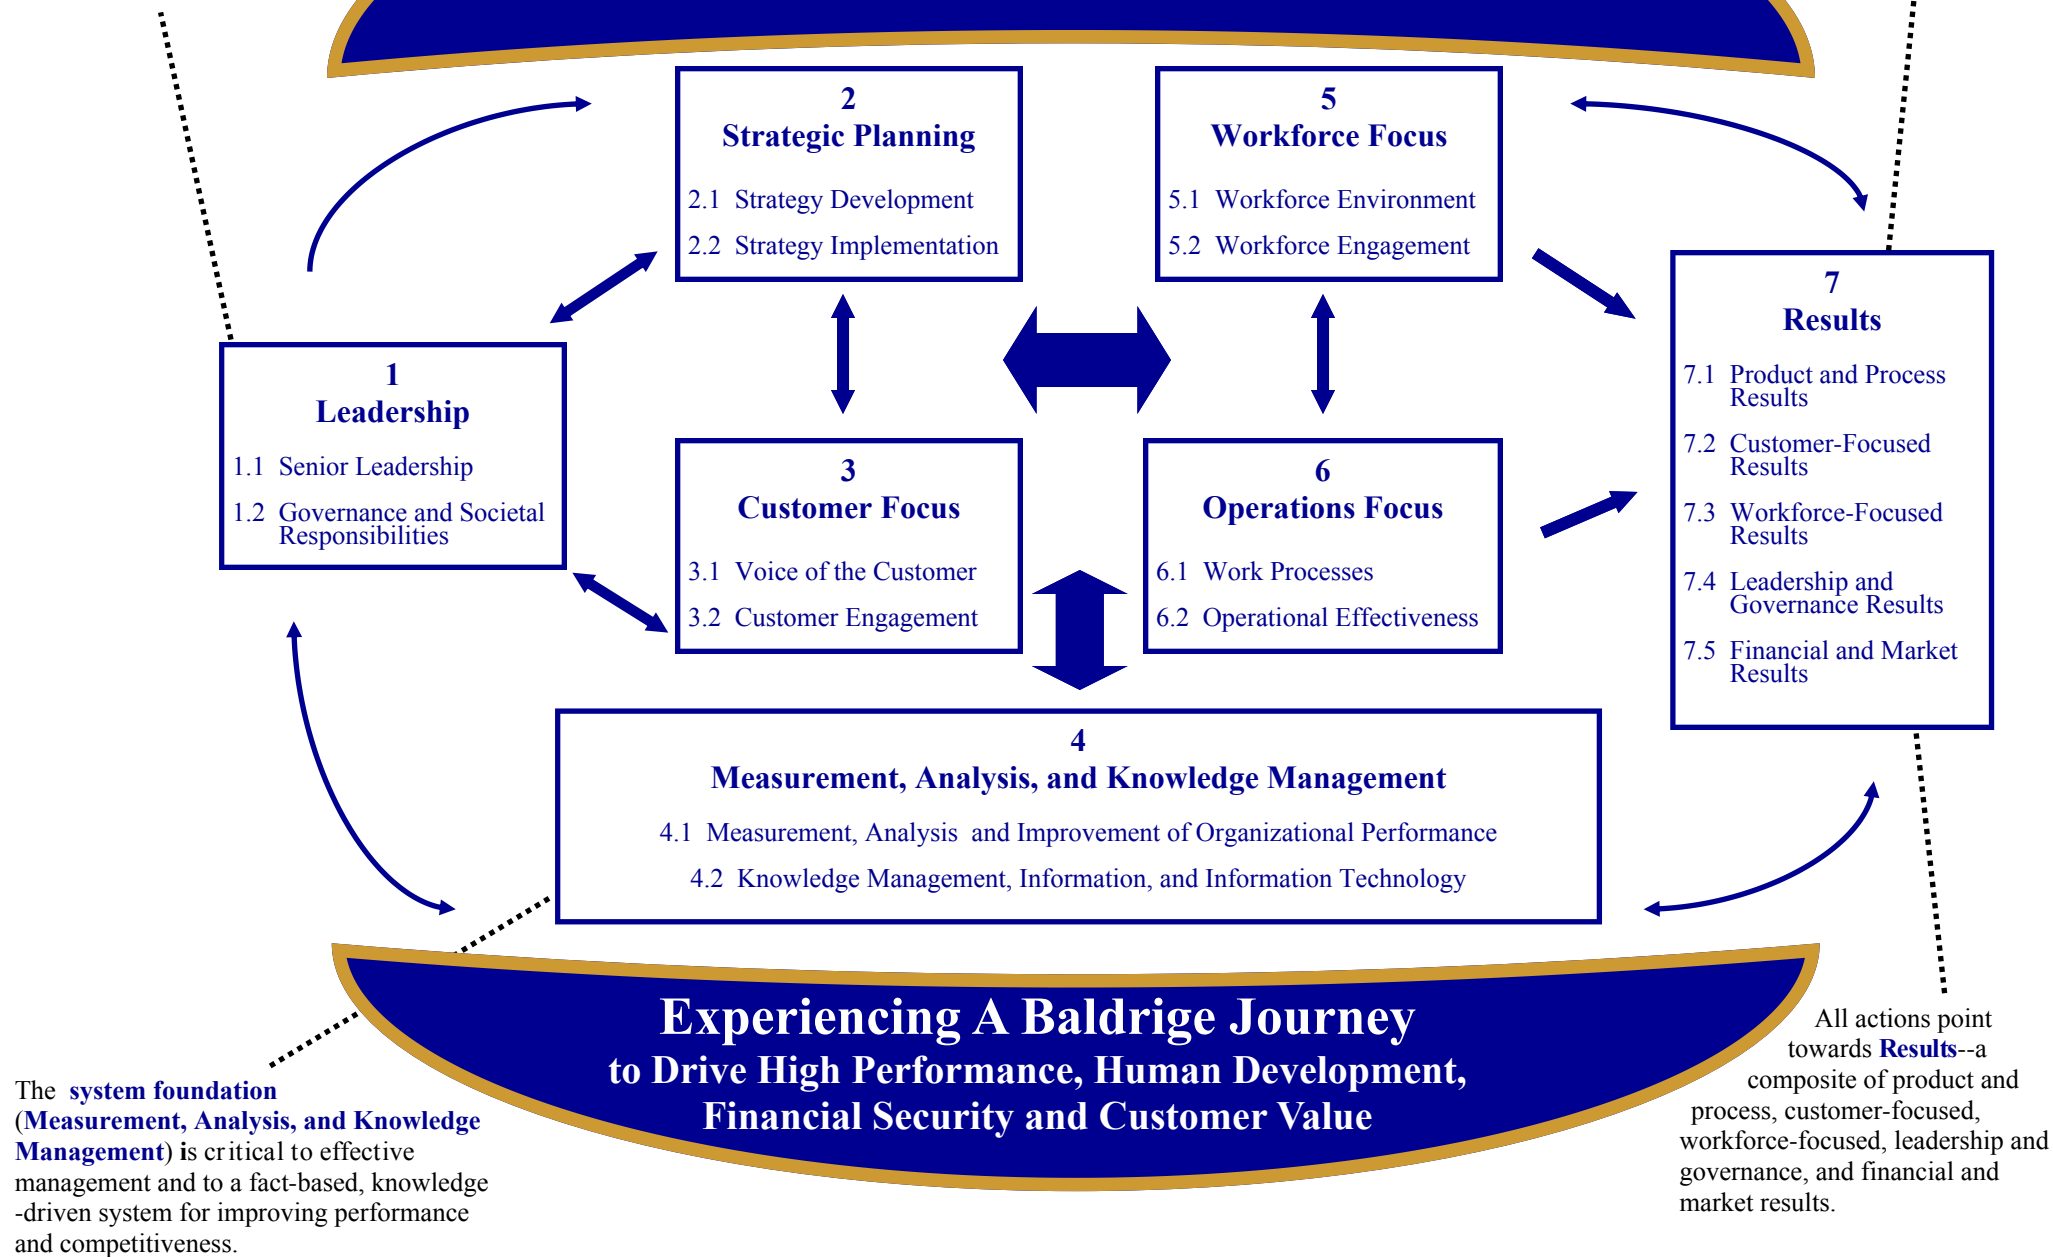 2
Strategic Planning
2.1 Strategy Development
2.2 Strategy Implementation
5
Workforce Focus
5.1 Workforce Environment
5.2 Workforce Engagement
1
Leadership
1.1 Senior Leadership
1.2 Governance and Societal
Responsibilities
3
Customer Focus
3.1 Voice of the Customer
3.2 Customer Engagement
6
Operations Focus
6.1 Work Processes
6.2 Operational Effectiveness
7
Results
7.1 Product and Process
Results
7.2 Customer-Focused
Results
7.3 Workforce-Focused
Results
7.4 Leadership and
Governance Results
7.5 Financial and Market
Results
4
Measurement, Analysis, and Knowledge Management
4.1 Measurement, Analysis and Improvement of Organizational Performance
4.2 Knowledge Management, Information, and Information Technology
Experiencing A Baldrige Journey
to Drive High Performance, Human Development,
Financial Security and Customer Value
The system foundation
(Measurement, Analysis, and Knowledge
Management) is critical to effective
management and to a fact-based, knowledge
-driven system for improving performance
and competitiveness.
All actions point
towards Results--a
composite of product and
process, customer-focused,
workforce-focused, leadership and
governance, and financial and
market results.